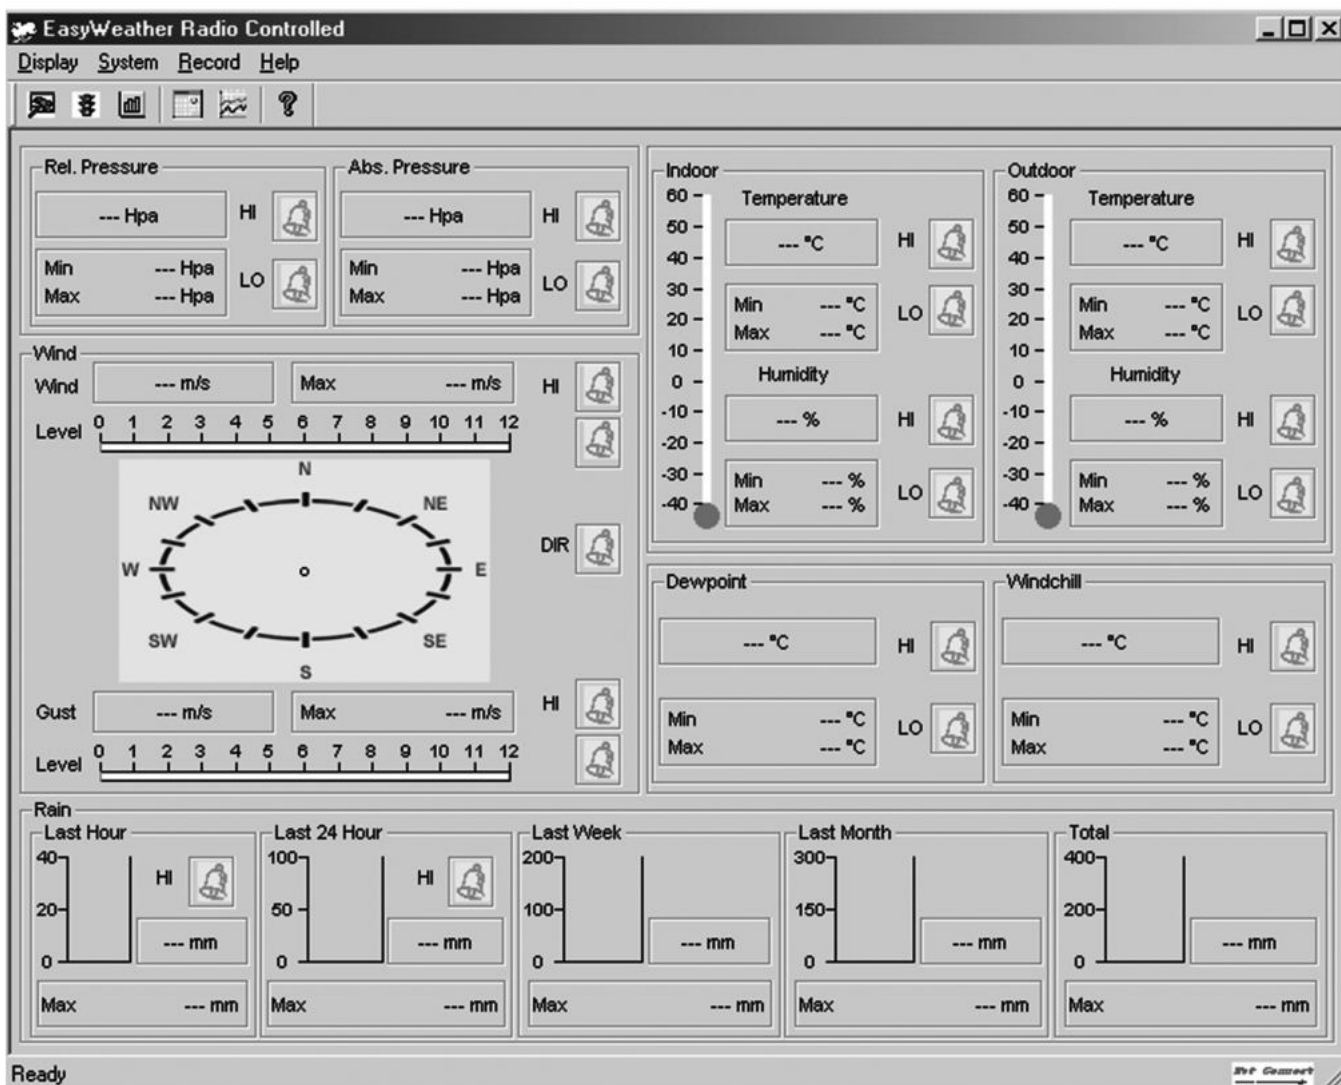 EasyWeather Radio Controlled
Display System Record Help
Rel. Pressure
--- Hpa
HI
Min --- Hpa
Max --- Hpa
LO
Abs. Pressure
--- Hpa
HI
Min --- Hpa
Max --- Hpa
LO
Indoor
60
50
40
30
20
10
0
-10
-20
-30
-40
Temperature
--- °C
HI
Min --- °C
Max --- °C
LO
Humidity
--- %
HI
Min --- %
Max --- %
LO
Outdoor
60
50
40
30
20
10
0
-10
-20
-30
-40
Temperature
--- °C
HI
Min --- °C
Max --- °C
LO
Humidity
--- %
HI
Min --- %
Max --- %
LO
Wind
Wind --- m/s Max --- m/s HI
Level 0 1 2 3 4 5 6 7 8 9 10 11 12
N
NW NE
W E
SW SE
S
DIR
Gust --- m/s Max --- m/s HI
Level 0 1 2 3 4 5 6 7 8 9 10 11 12
Dewpoint
--- °C
HI
Min --- °C
Max --- °C
LO
Windchill
--- °C
HI
Min --- °C
Max --- °C
LO
Rain
Last Hour
40
20
0
HI
--- mm
Max --- mm
Last 24 Hour
100
50
0
HI
--- mm
Max --- mm
Last Week
200
100
0
--- mm
Max --- mm
Last Month
300
150
0
--- mm
Max --- mm
Total
400
200
0
--- mm
Max --- mm
Ready
Not Connect